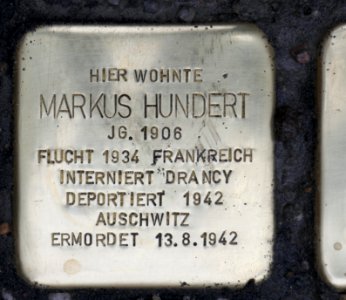 HIER WOHNTE
MARKUS HUNDERT
JG. 1906
FLUCHT 1934 FRANKREICH
INTERNIERT DRANCY
DEPORTIERT 1942
AUSCHWITZ
ERMORDET 13.8.1942